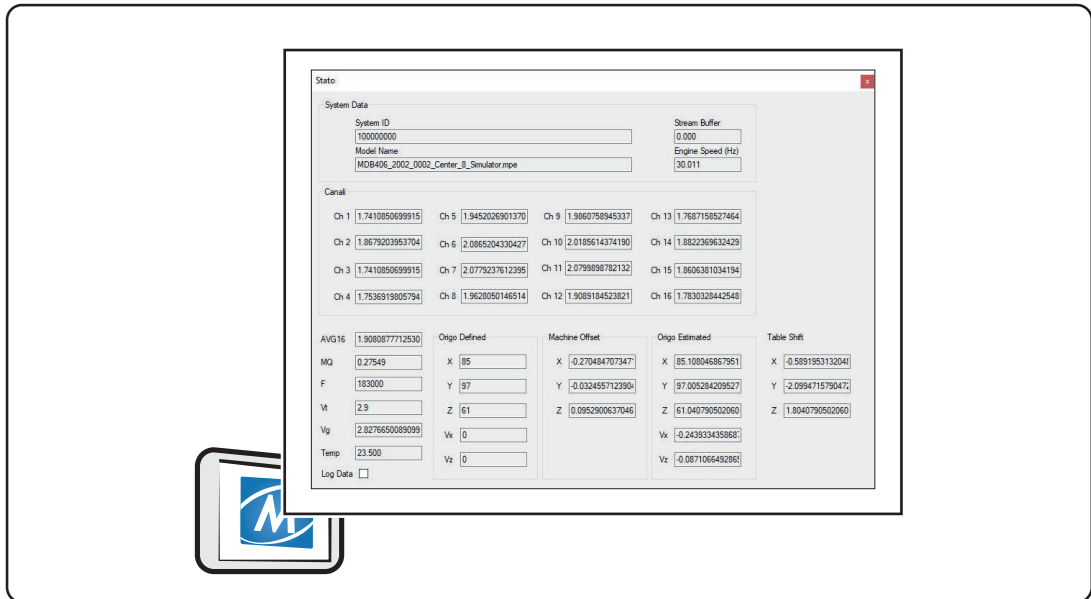 Stato
x
System Data
System ID Stream Buffer
100000000 0.000
Model Name Engine Speed (Hz)
MDB406_2002_0002_Center_8_Simulator.mpe 30.011
Canali
Ch 1 1.7410850699915 Ch 5 1.9452026901370 Ch 9 1.9860758945337 Ch 13 1.7687158527464
Ch 2 1.8679203953704 Ch 6 2.0865204330427 Ch 10 2.0185614374190 Ch 14 1.8822369632429
Ch 3 1.7410850699915 Ch 7 2.0779237612395 Ch 11 2.0799898782132 Ch 15 1.8606381034194
Ch 4 1.7536919805794 Ch 8 1.9628050146514 Ch 12 1.9089184523821 Ch 16 1.7830328442548
AVG16 1.9080877712530
MQ 0.27549
F 183000
Vt 2.9
Vg 2.8276650089099
Temp 23.500
Log Data
Origo Defined
X 85
Y 97
Z 61
Vx 0
Vz 0
Machine Offset
X -0.270484707347
Y -0.03245571239
Z 0.0952900637046
Origo Estimated
X 85.108046867951
Y 97.005284209527
Z 61.040790502060
Vx -0.24393343586
Vz -0.0871066492865
Table Shift
X -0.58919531320
Y -2.099471579047
Z 1.8040790502060
M